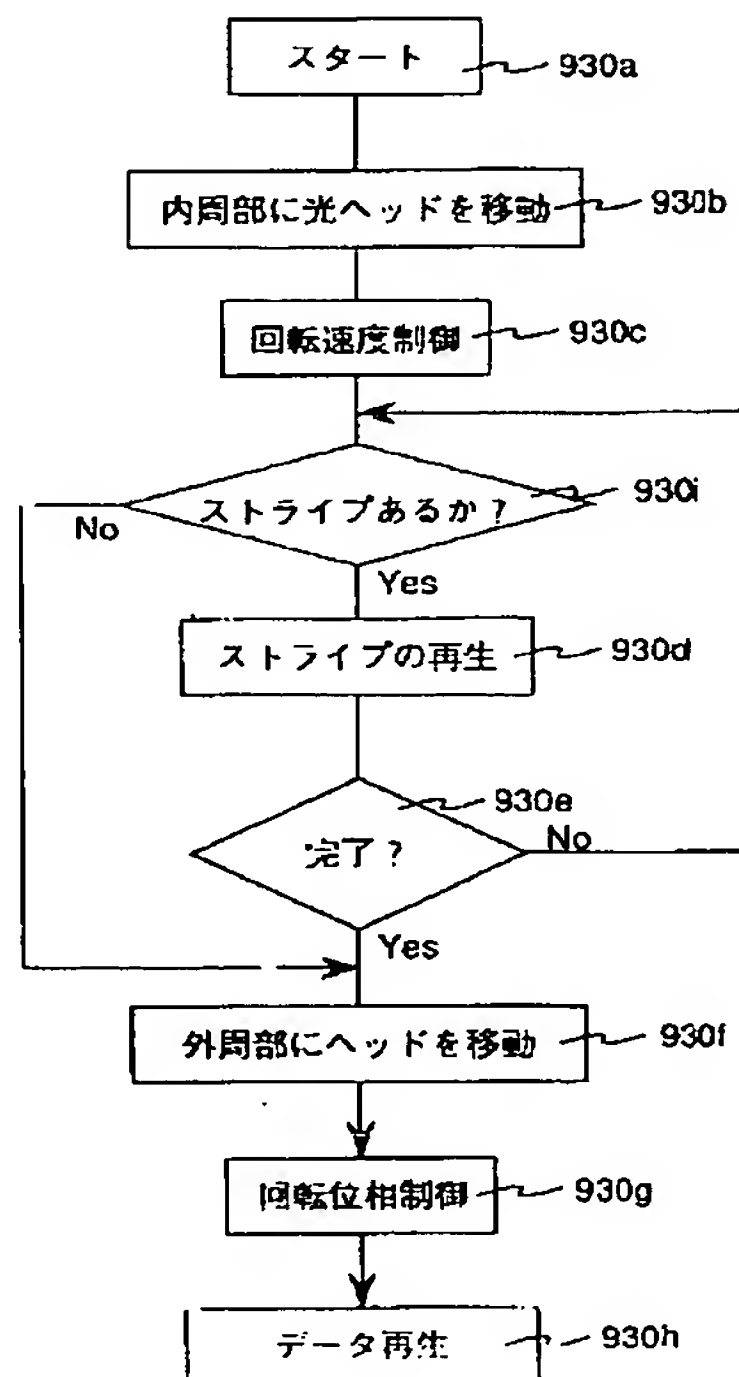 スタート 930a
内周部に光ヘッドを移動 930b
回転速度制御 930c
ストライプあるか? 930i
No
Yes
ストライプの再生 930d
930e
完了?
No
Yes
外周部にヘッドを移動 930f
回転位相制御 930g
データ再生 930h